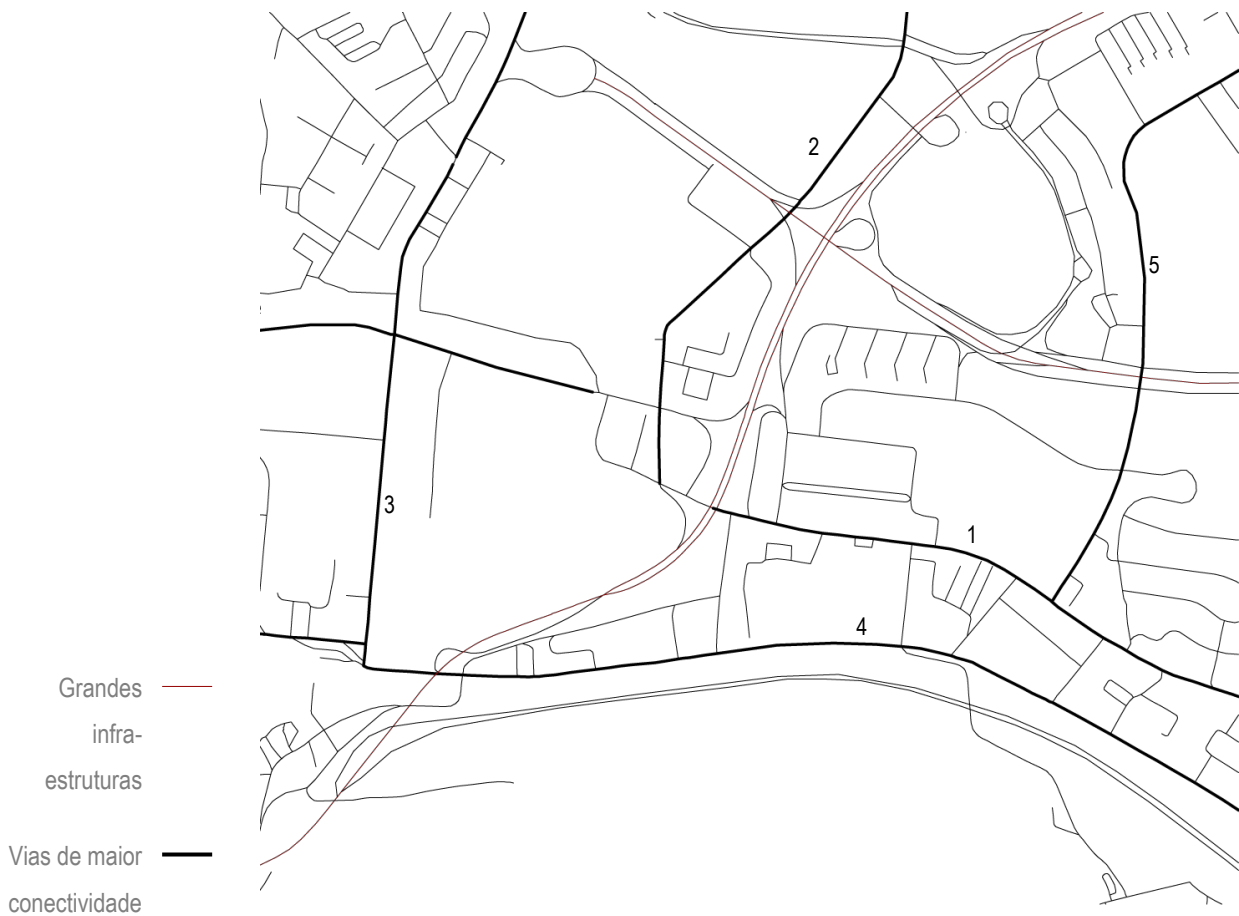 2
5
3
1
4
Grandes
infra-
estruturas
Vias de maior
conectividade